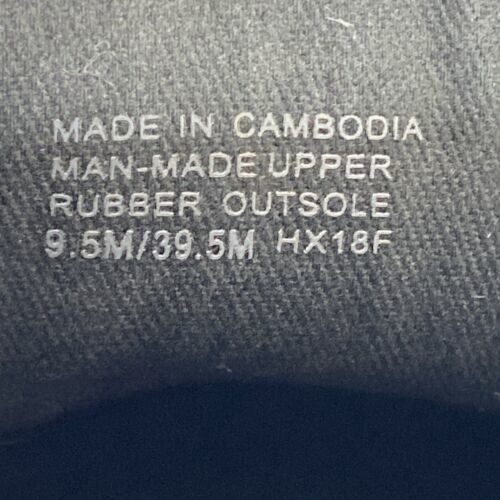 MADE IN CAMBODIA
MAN-MADE UPPER
RUBBER OUTSOLE
9.5M/39.5M HX18F